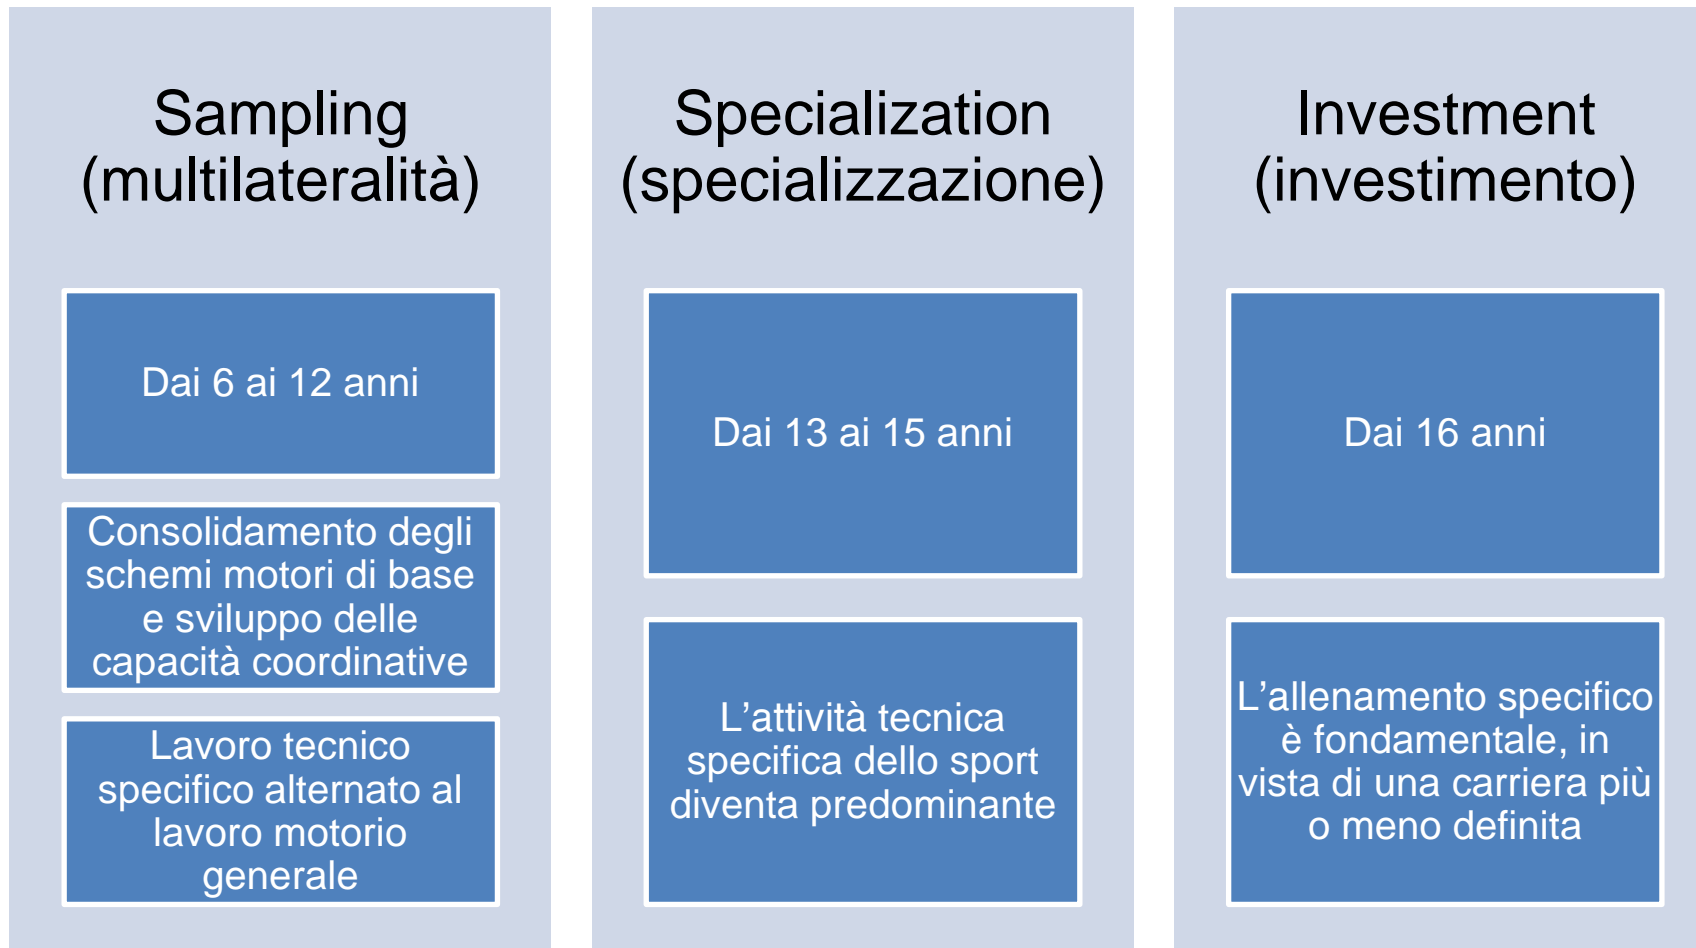 Sampling
(multilateralità)
Dai 6 ai 12 anni
Consolidamento degli
schemi motori di base
e sviluppo delle
capacità coordinative
Lavoro tecnico
specifico alternato al
lavoro motorio
generale
Specialization
(specializzazione)
Dai 13 ai 15 anni
L’attività tecnica
specifica dello sport
diventa predominante
Investment
(investimento)
Dai 16 anni
L’allenamento specifico
è fondamentale, in
vista di una carriera più
o meno definita